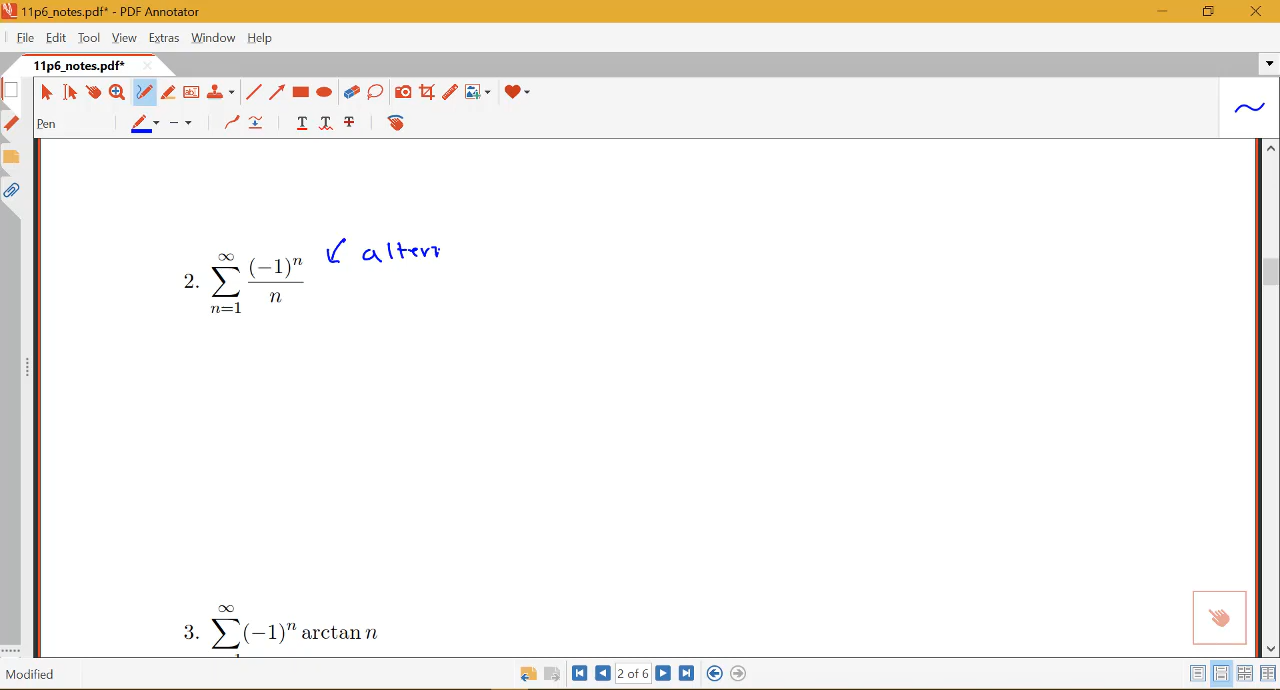 11p6_notes.pdf* - PDF Annotator
File Edit Tool View Extras Window Help
11p6_notes.pdf*
Pen
2. ∑_{n=1}^{∞} (−1)^n / n ↙ altern
3. ∑ (−1)^n arctan n
Modified 2 of 6